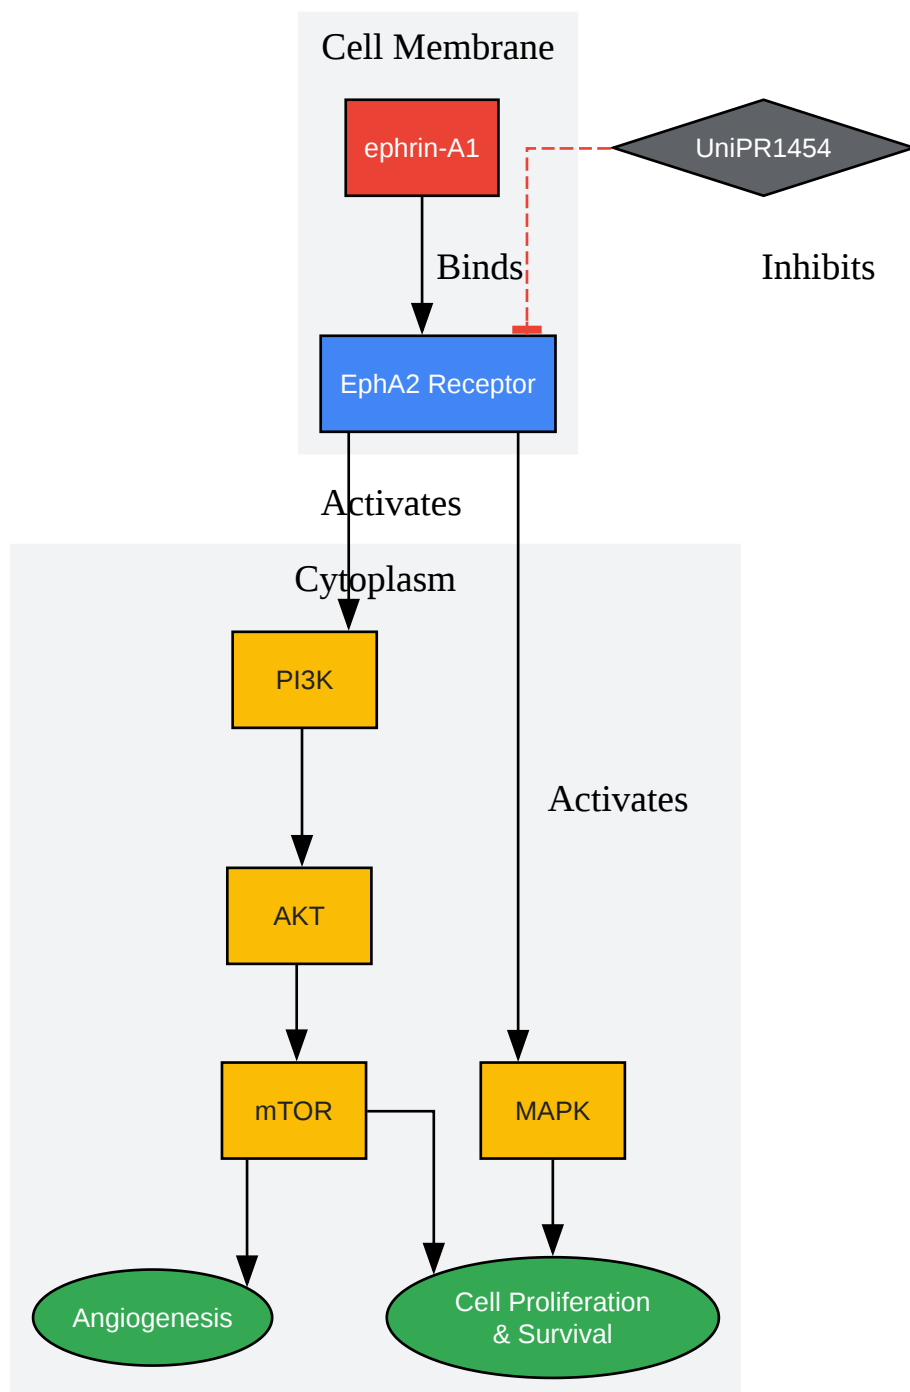 Cell Membrane
ephrin-A1
UniPR1454
Binds
Inhibits
EphA2 Receptor
Activates
Cytoplasm
PI3K
Activates
AKT
mTOR
MAPK
Angiogenesis
Cell Proliferation
& Survival